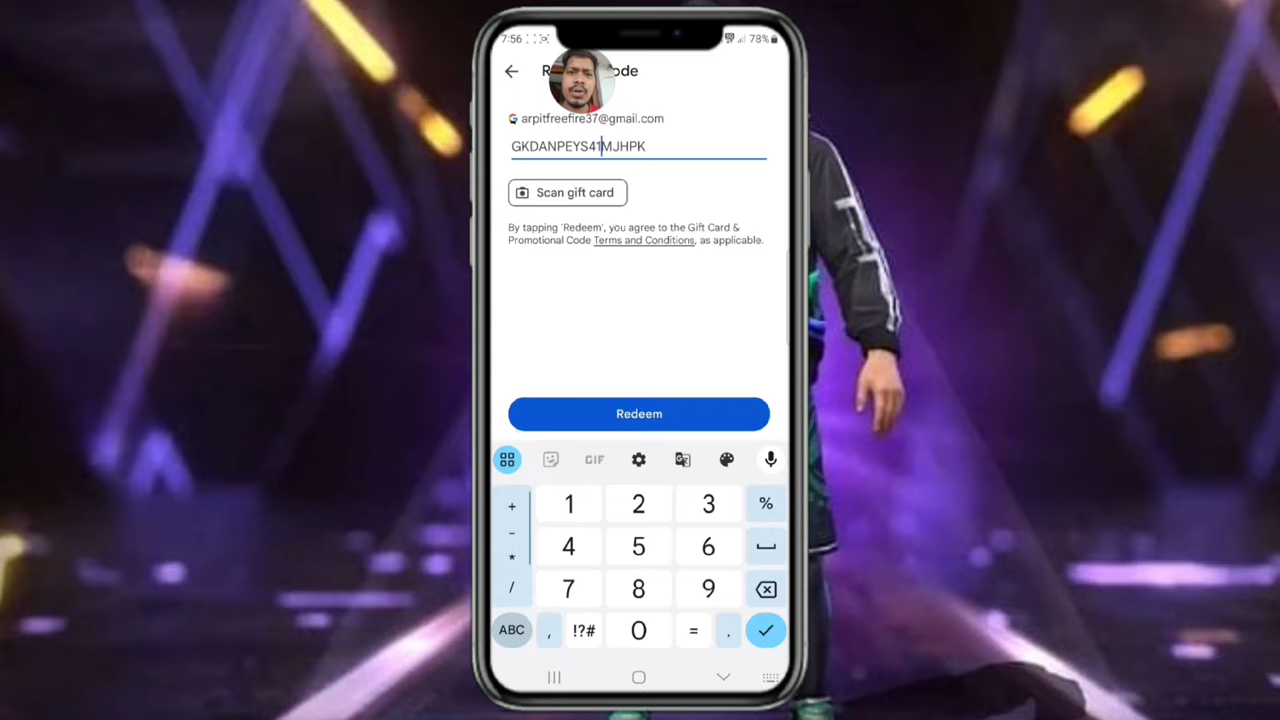 7:56 78%
R ode
arpitfreefire37@gmail.com
GKDANPEYS41MJHPK
Scan gift card
By tapping 'Redeem', you agree to the Gift Card &
Promotional Code Terms and Conditions, as applicable.
Redeem
GIF
+ 1 2 3 %
- 4 5 6
*
/ 7 8 9
ABC , !?# 0 = .